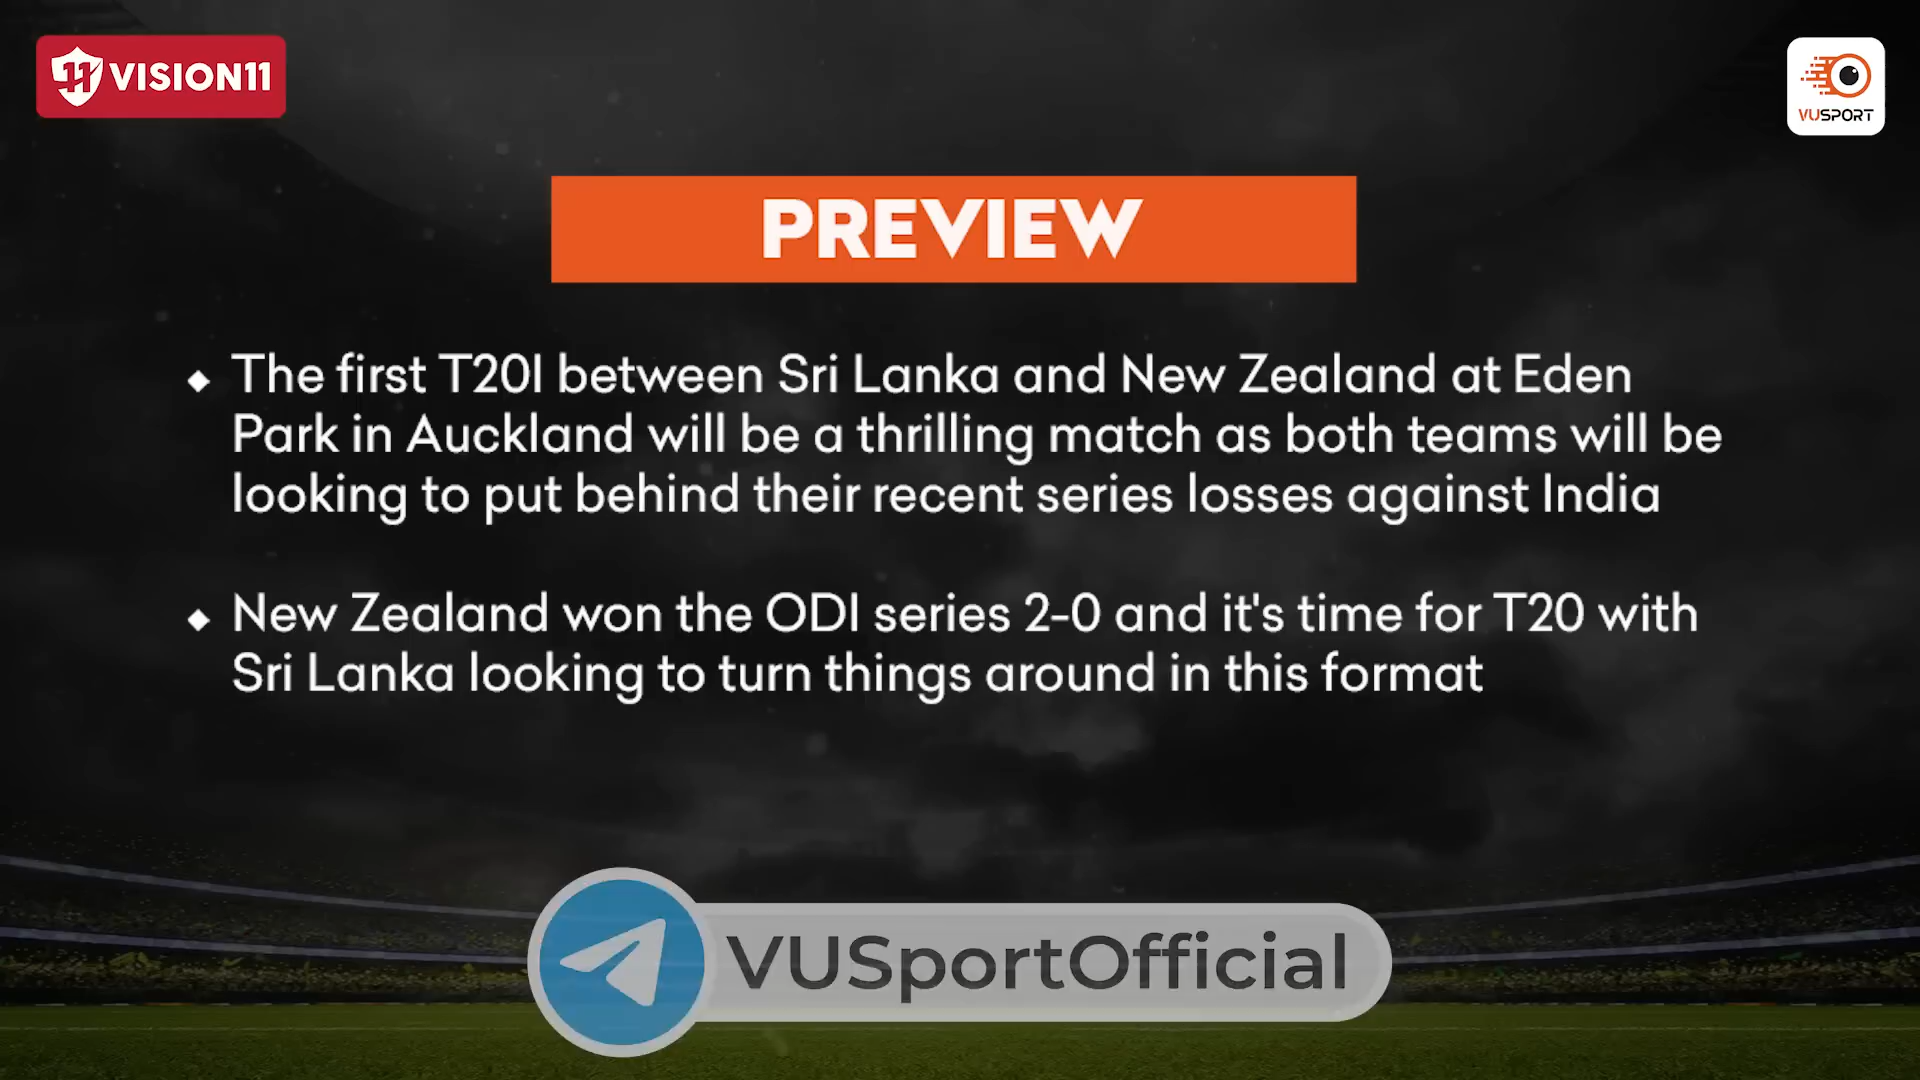 11 VISION11
VUSPORT
PREVIEW
The first T20I between Sri Lanka and New Zealand at Eden
Park in Auckland will be a thrilling match as both teams will be
looking to put behind their recent series losses against India
New Zealand won the ODI series 2-0 and it's time for T20 with
Sri Lanka looking to turn things around in this format
VUSportOfficial